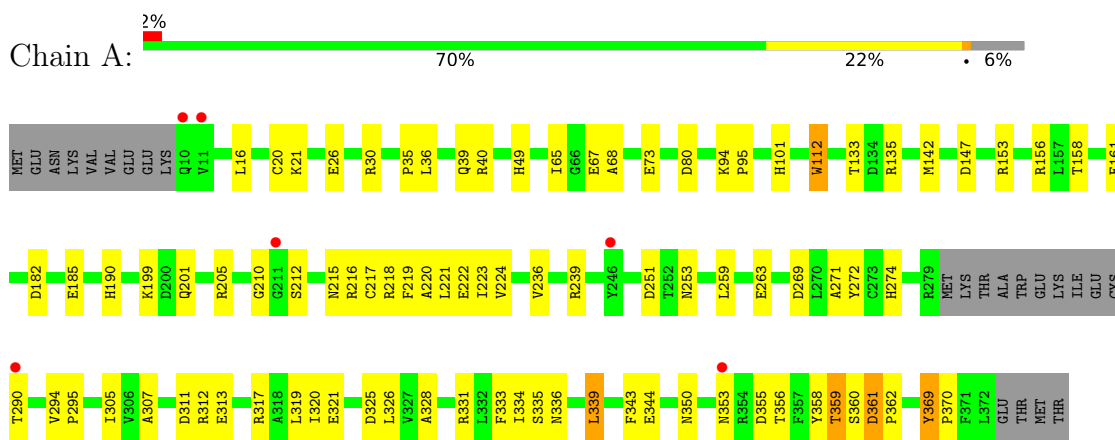 2%
Chain A:
70% 22% • 6%
MET GLU ASN LYS VAL VAL GLU GLU LYS Q10 V11 L16 C20 K21 E26 R30 P35 L36 Q39 R40 H49 I65 G66 E67 A68 E73 D80 K94 P95 H101 W112 T133 D134 R135 M142 D147 R153 R156 L157 T158 E161
D182 E185 H190 K199 D200 Q201 R205 G210 G211 S212 N215 R216 C217 R218 F219 A220 L221 E222 I223 V224 V236 R239 Y246 D251 T252 N253 L259 E263 D269 L270 A271 Y272 C273 H274 R279 MET LYS THR ALA TRP GLU LYS ILE GLU CYS
T290 V294 P295 I305 V306 A307 D311 R312 E313 R317 A318 L319 I320 E321 D325 L326 V327 A328 R331 L332 F333 I334 S335 N336 L339 F343 E344 N350 N353 R354 D355 T356 F357 Y358 T359 S360 D361 P362 Y369 P370 F371 L372 GLU THR MET THR